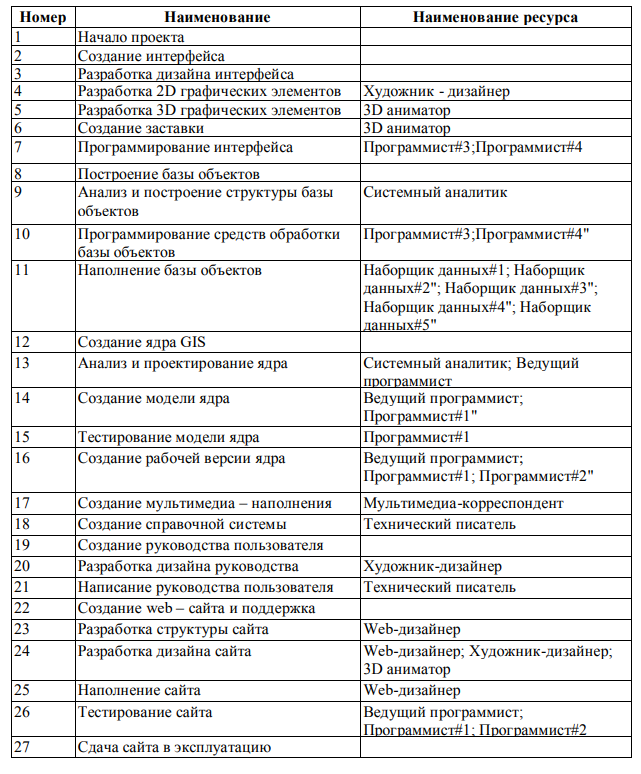 Номер Наименование Наименование ресурса
1 Начало проекта
2 Создание интерфейса
3 Разработка дизайна интерфейса
4 Разработка 2D графических элементов Художник - дизайнер
5 Разработка 3D графических элементов 3D аниматор
6 Создание заставки 3D аниматор
7 Программирование интерфейса Программист#3;Программист#4
8 Построение базы объектов
9 Анализ и построение структуры базы Системный аналитик
объектов
10 Программирование средств обработки Программист#3;Программист#4"
базы объектов
11 Наполнение базы объектов Наборщик данных#1; Наборщик
данных#2"; Наборщик данных#3";
Наборщик данных#4"; Наборщик
данных#5"
12 Создание ядра GIS
13 Анализ и проектирование ядра Системный аналитик; Ведущий
программист
14 Создание модели ядра Ведущий программист;
Программист#1"
15 Тестирование модели ядра Программист#1
16 Создание рабочей версии ядра Ведущий программист;
Программист#1; Программист#2"
17 Создание мультимедиа – наполнения Мультимедиа-корреспондент
18 Создание справочной системы Технический писатель
19 Создание руководства пользователя
20 Разработка дизайна руководства Художник-дизайнер
21 Написание руководства пользователя Технический писатель
22 Создание web – сайта и поддержка
23 Разработка структуры сайта Web-дизайнер
24 Разработка дизайна сайта Web-дизайнер; Художник-дизайнер;
3D аниматор
25 Наполнение сайта Web-дизайнер
26 Тестирование сайта Ведущий программист;
Программист#1; Программист#2
27 Сдача сайта в эксплуатацию